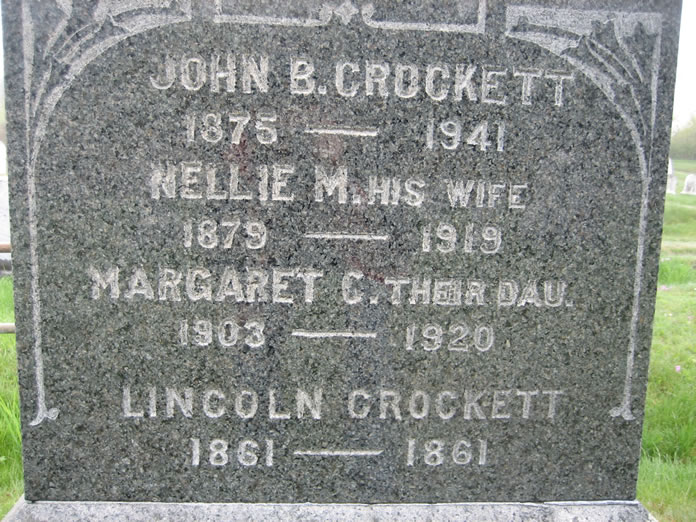 JOHN B. CROCKETT
1875 — 1941
NELLIE M. HIS WIFE
1879 — 1919
MARGARET C. THEIR DAU.
1903 — 1920
LINCOLN CROCKETT
1861 — 1861